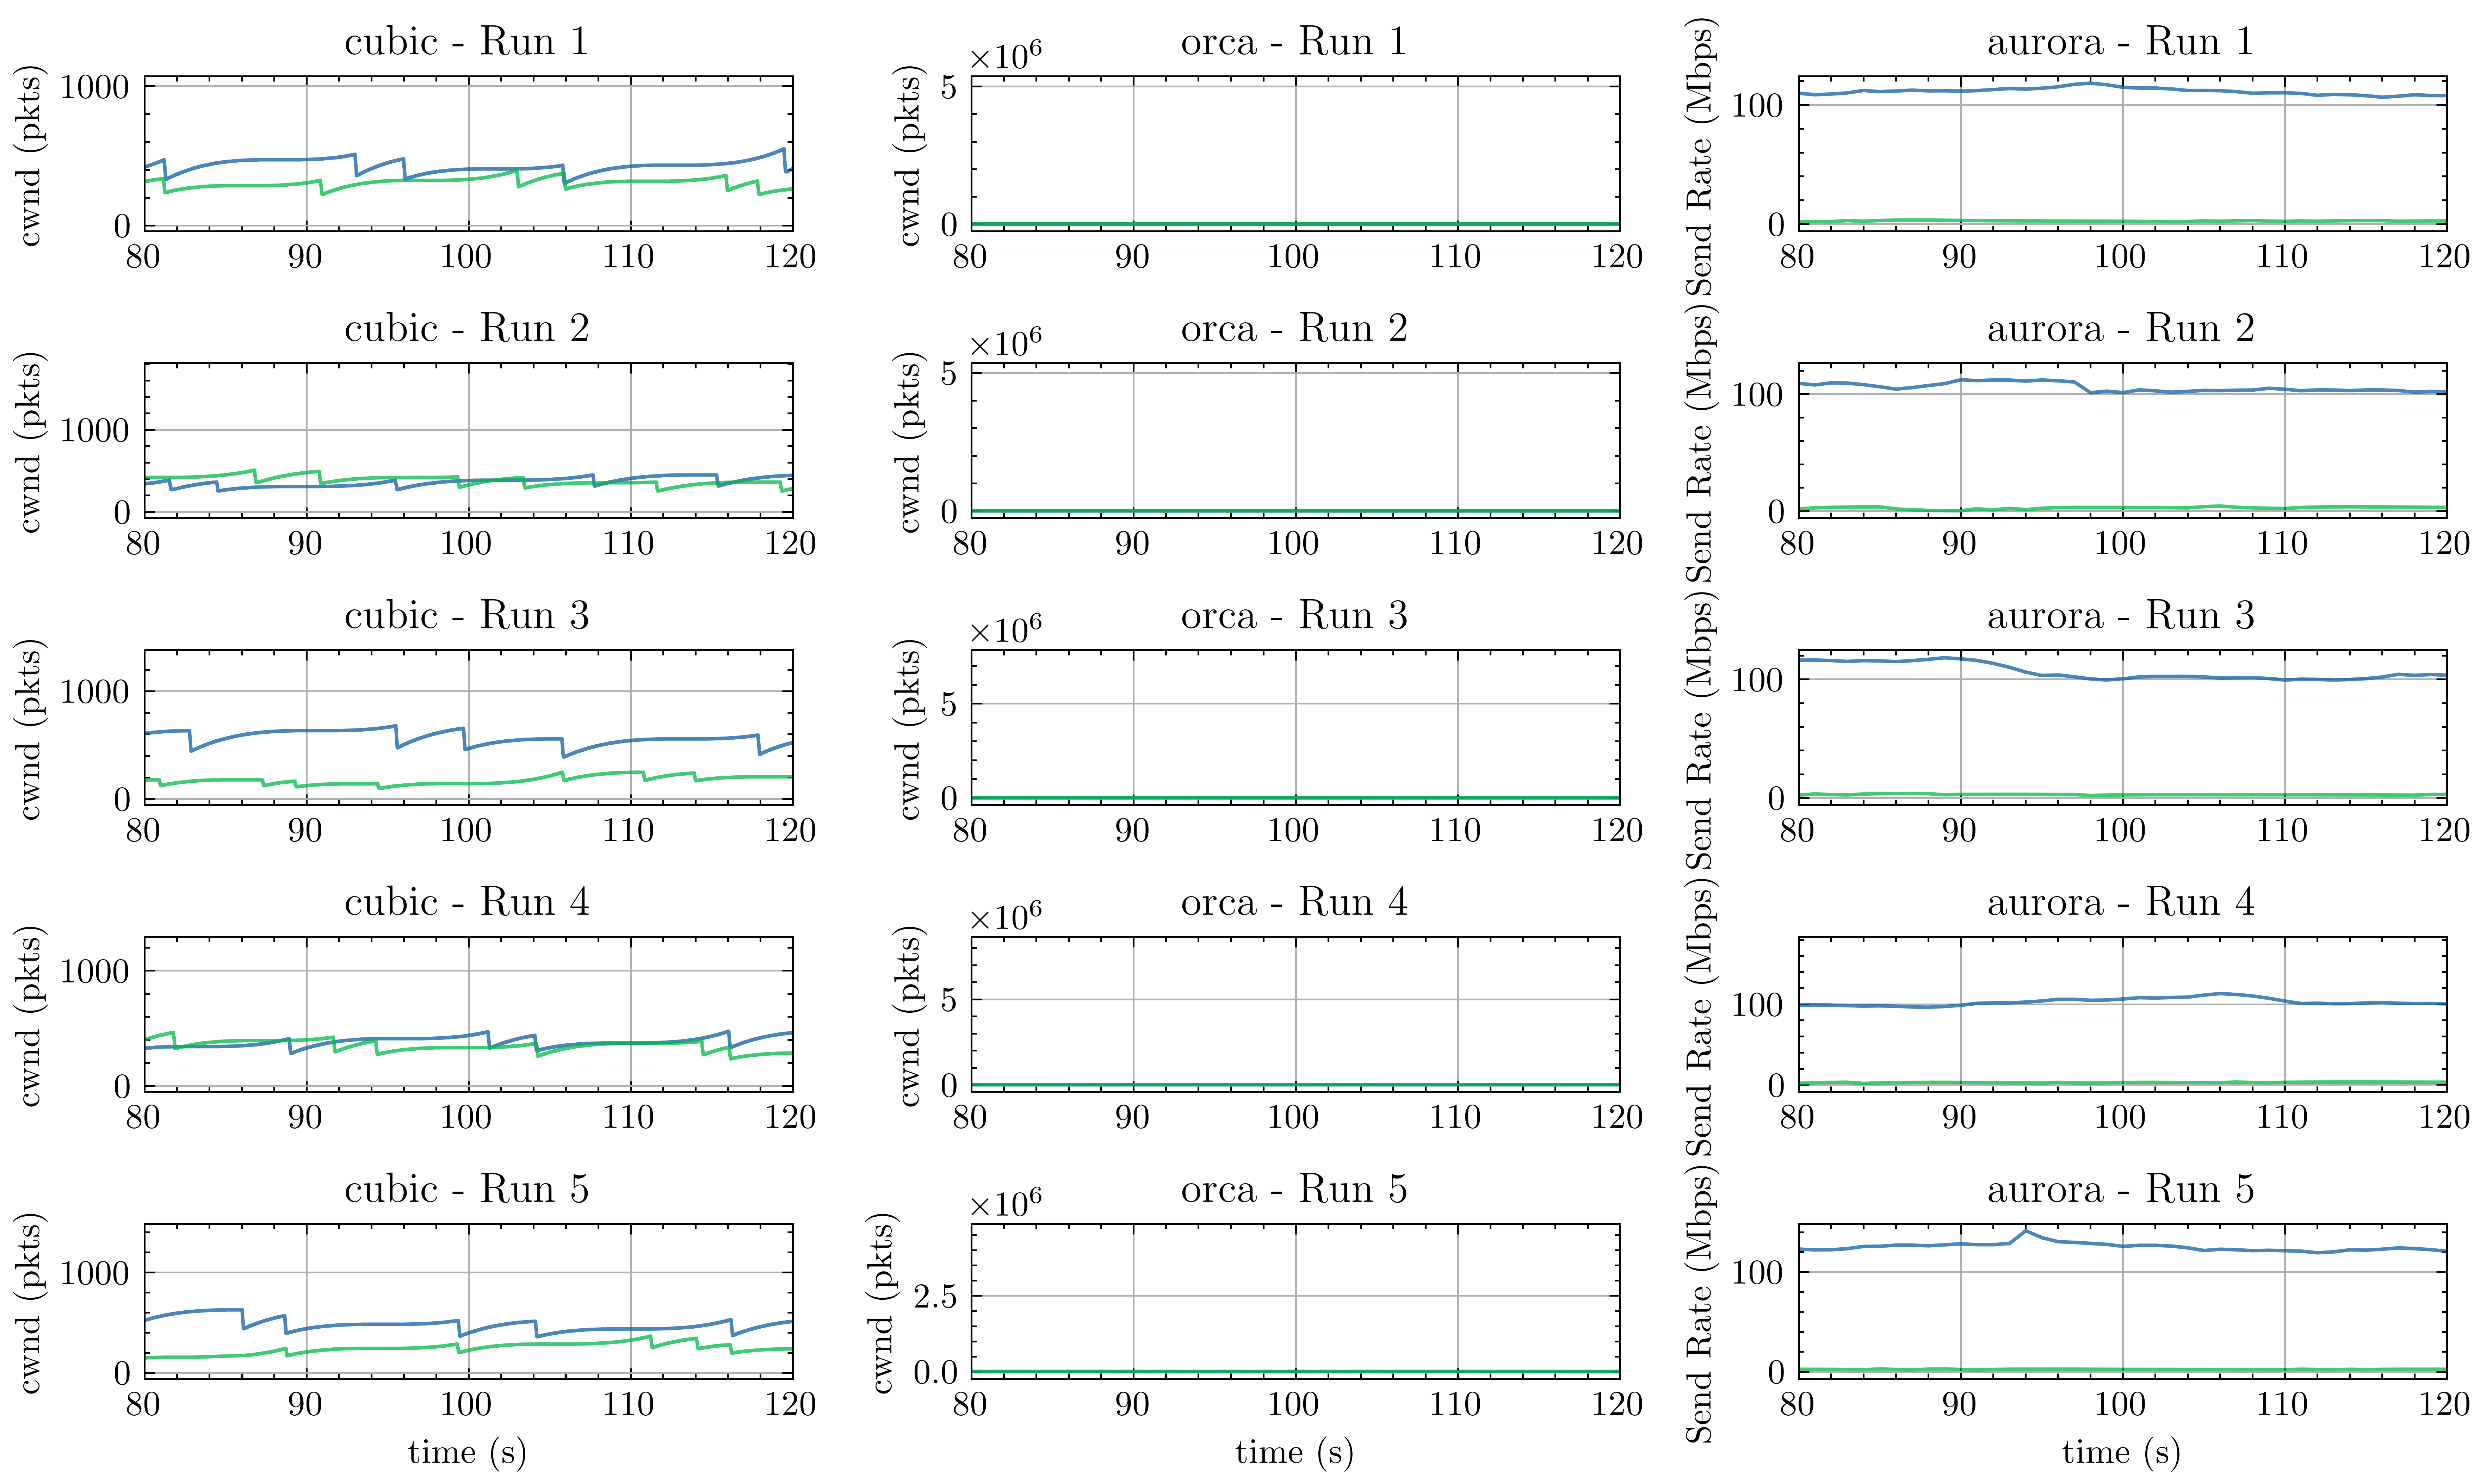 cubic - Run 1
cwnd (pkts)
1000
0
80 90 100 110 120
orca - Run 1
×10⁶
cwnd (pkts)
5
0
80 90 100 110 120
aurora - Run 1
Send Rate (Mbps)
100
0
80 90 100 110 120
cubic - Run 2
cwnd (pkts)
1000
0
80 90 100 110 120
orca - Run 2
×10⁶
cwnd (pkts)
5
0
80 90 100 110 120
aurora - Run 2
Send Rate (Mbps)
100
0
80 90 100 110 120
cubic - Run 3
cwnd (pkts)
1000
0
80 90 100 110 120
orca - Run 3
×10⁶
cwnd (pkts)
5
0
80 90 100 110 120
aurora - Run 3
Send Rate (Mbps)
100
0
80 90 100 110 120
cubic - Run 4
cwnd (pkts)
1000
0
80 90 100 110 120
orca - Run 4
×10⁶
cwnd (pkts)
5
0
80 90 100 110 120
aurora - Run 4
Send Rate (Mbps)
100
0
80 90 100 110 120
cubic - Run 5
cwnd (pkts)
1000
0
80 90 100 110 120
time (s)
orca - Run 5
×10⁶
cwnd (pkts)
2.5
0.0
80 90 100 110 120
time (s)
aurora - Run 5
Send Rate (Mbps)
100
0
80 90 100 110 120
time (s)